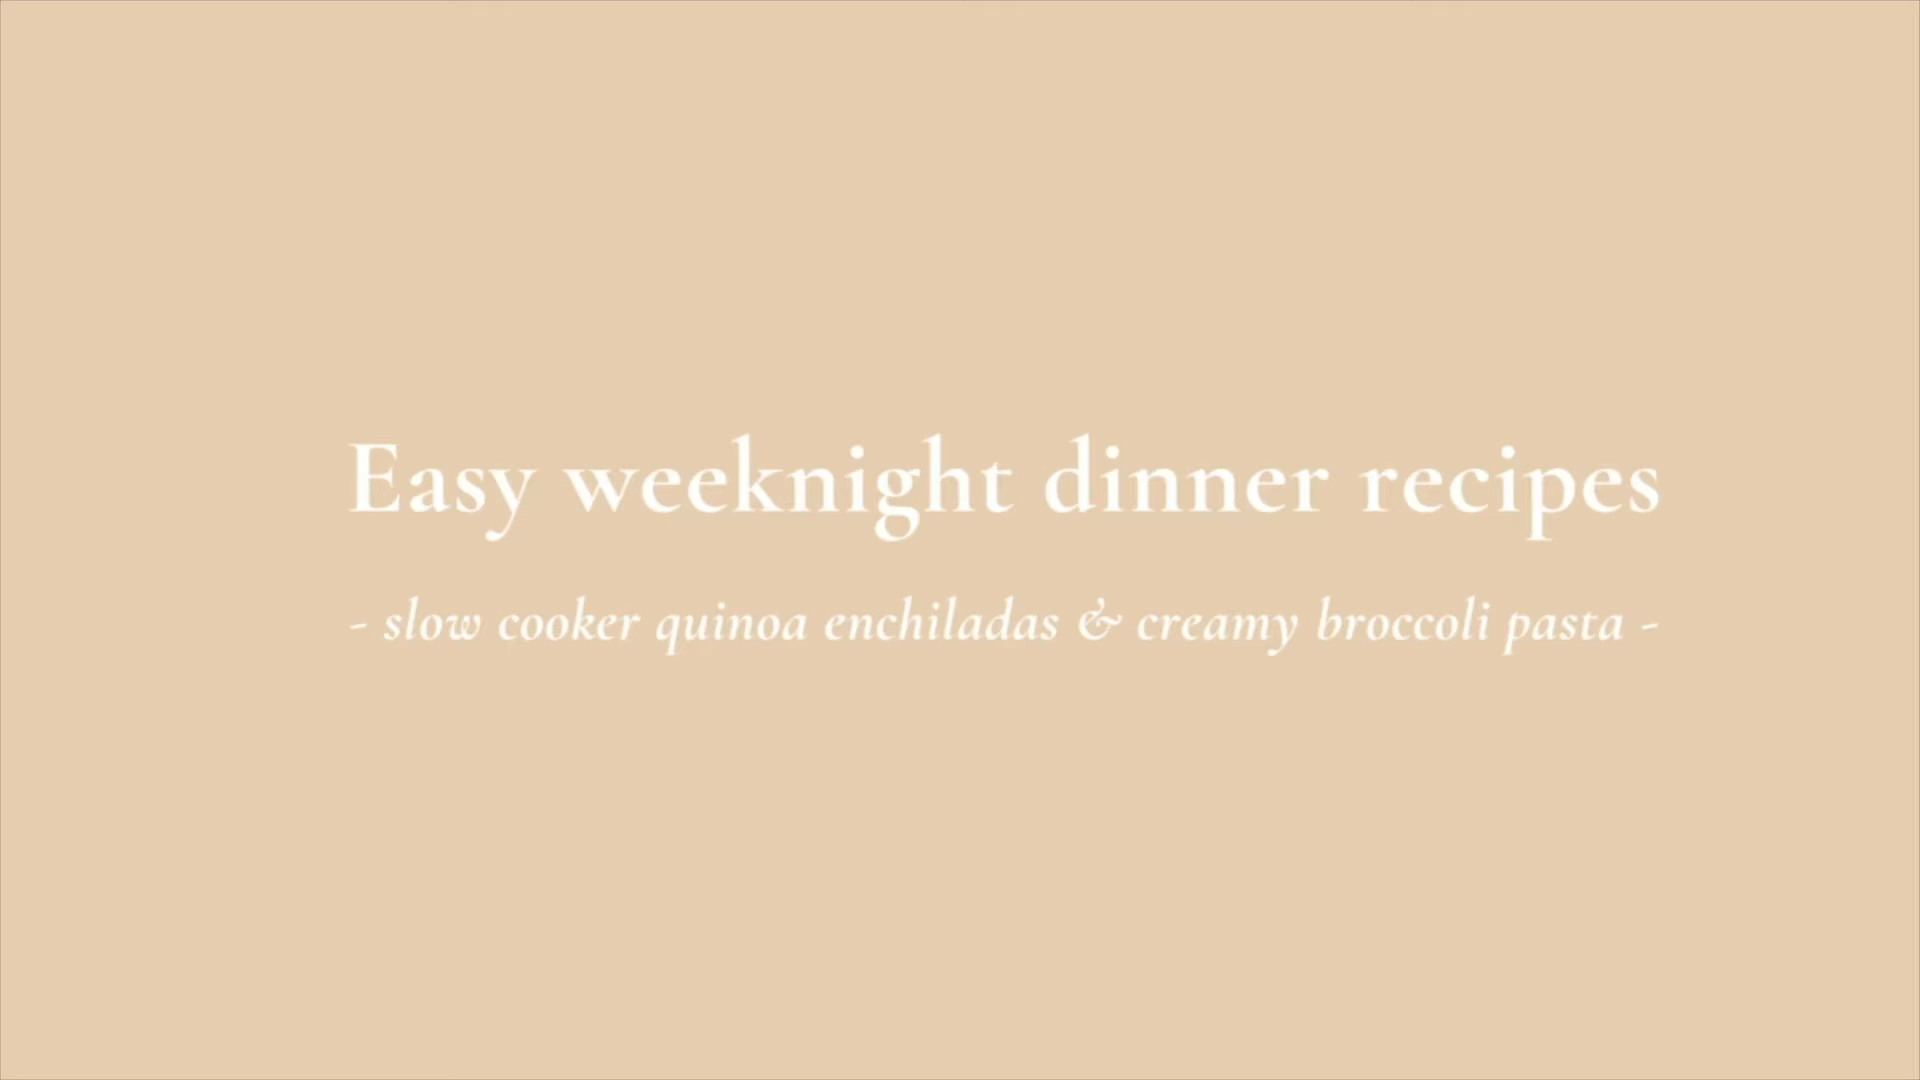 Easy weeknight dinner recipes
- slow cooker quinoa enchiladas & creamy broccoli pasta -